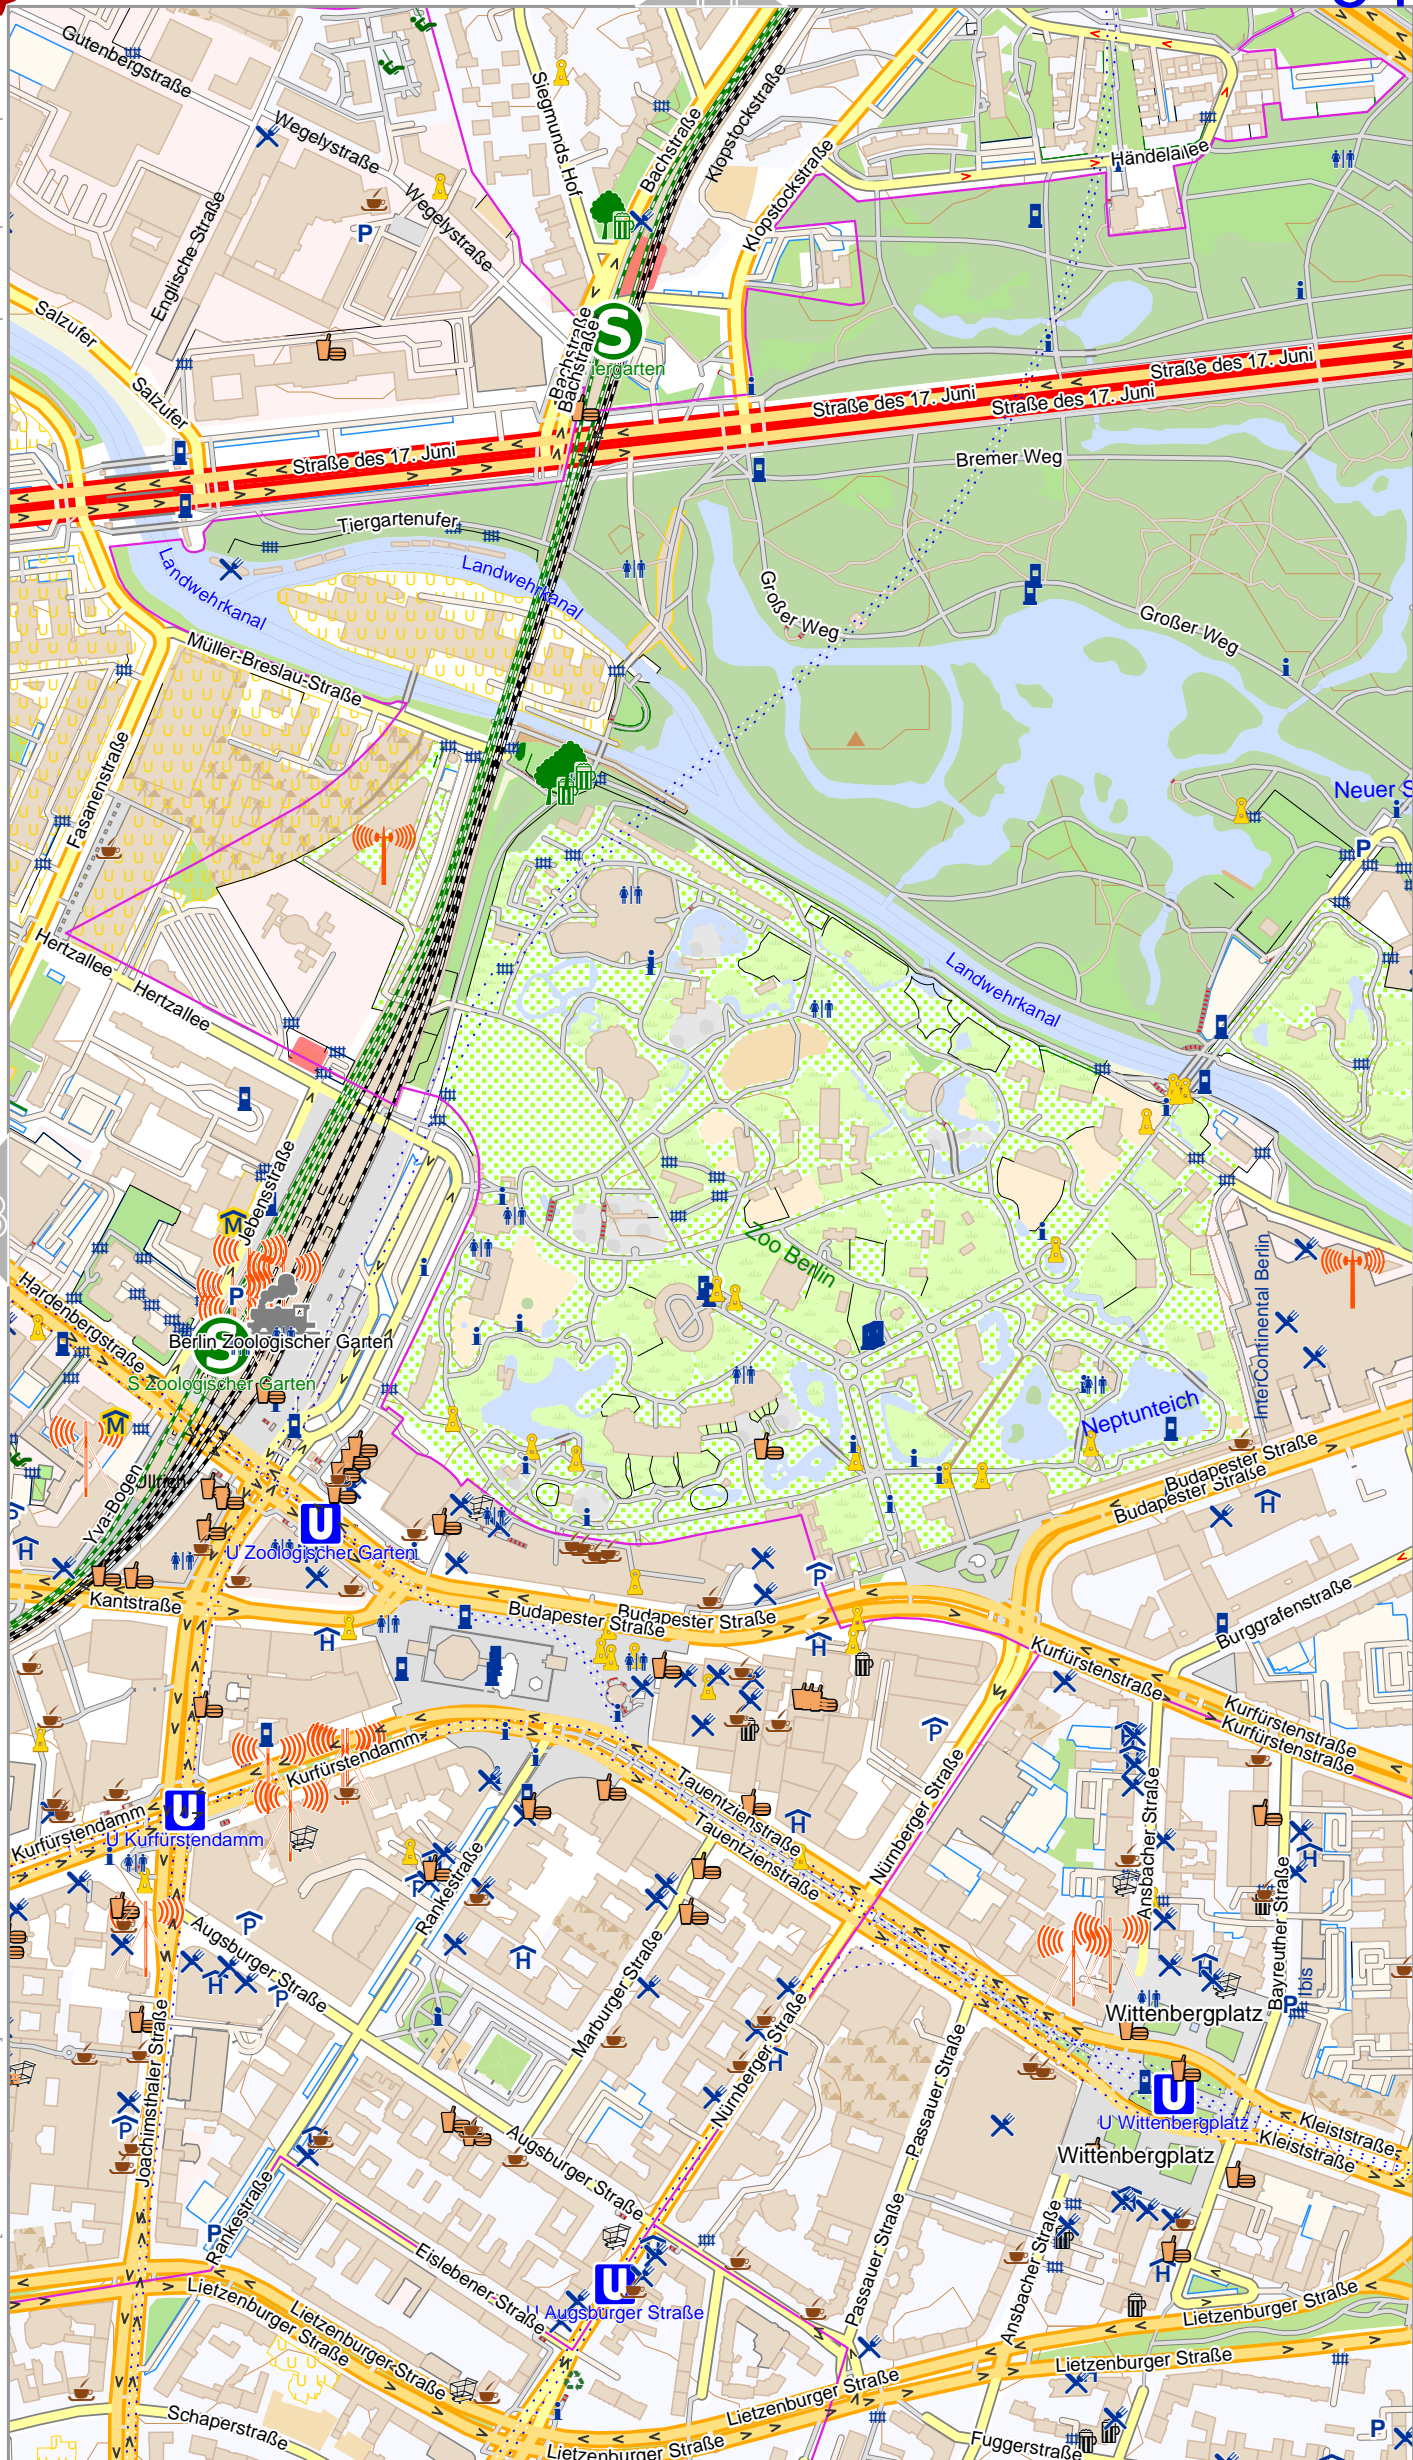 Gutenbergstraße
Wegelystraße
Wegelystraße
Englische Straße
Siegmunds Hof
Bachstraße
Klopstockstraße
Klopstockstraße
Händelallee
Salzufer
Salzufer
Bachstraße
Bachstraße
Tiergarten
Straße des 17. Juni
Straße des 17. Juni
Straße des 17. Juni
Straße des 17. Juni
Bremer Weg
Tiergartenufer
Landwehrkanal
Landwehrkanal
Großer Weg
Großer Weg
Müller-Breslau-Straße
Fasanenstraße
Neuer S
Hertzallee
Hertzallee
Landwehrkanal
Jebensstraße
Zoo Berlin
InterContinental Berlin
Hardenbergstraße
Berlin Zoologischer Garten
S Zoologischer Garten
Neptunteich
Budapester Straße
Budapester Straße
Ullrich
Yva-Bogen
U Zoologischer Garten
Kantstraße
Budapester Straße
Budapester Straße
Burggrafenstraße
Kurfürstenstraße
Kurfürstenstraße
Kurfürstenstraße
Kurfürstendamm
Kurfürstendamm
U Kurfürstendamm
Tauentzienstraße
Tauentzienstraße
Nürnberger Straße
Ansbacher Straße
Bayreuther Straße
Rankestraße
Augsburger Straße
Marburger Straße
Ibis
Wittenbergplatz
Joachimsthaler Straße
Nürnberger Straße
Passauer Straße
U Wittenbergplatz
Wittenbergplatz
Kleiststraße
Kleiststraße
Augsburger Straße
Rankestraße
Eislebener Straße
Passauer Straße
Ansbacher Straße
U Augsburger Straße
Lietzenburger Straße
Lietzenburger Straße
Lietzenburger Straße
Lietzenburger Straße
Lietzenburger Straße
Schaperstraße
Lietzenburger Straße
Fuggerstraße